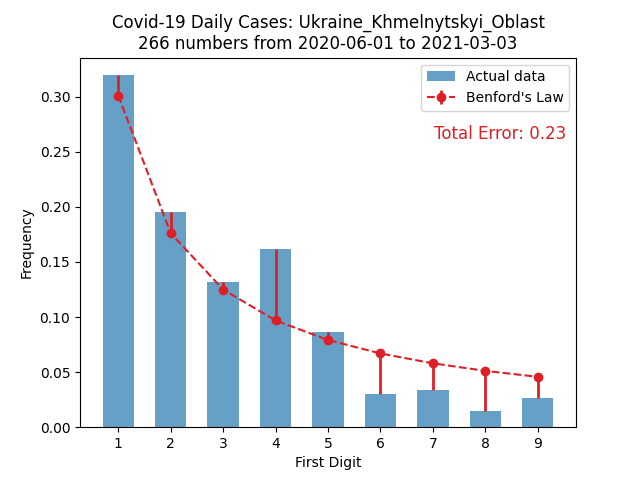 Covid-19 Daily Cases: Ukraine_Khmelnytskyi_Oblast
266 numbers from 2020-06-01 to 2021-03-03
Actual data
Benford's Law
Total Error: 0.23
Frequency
0.30
0.25
0.20
0.15
0.10
0.05
0.00
1 2 3 4 5 6 7 8 9
First Digit